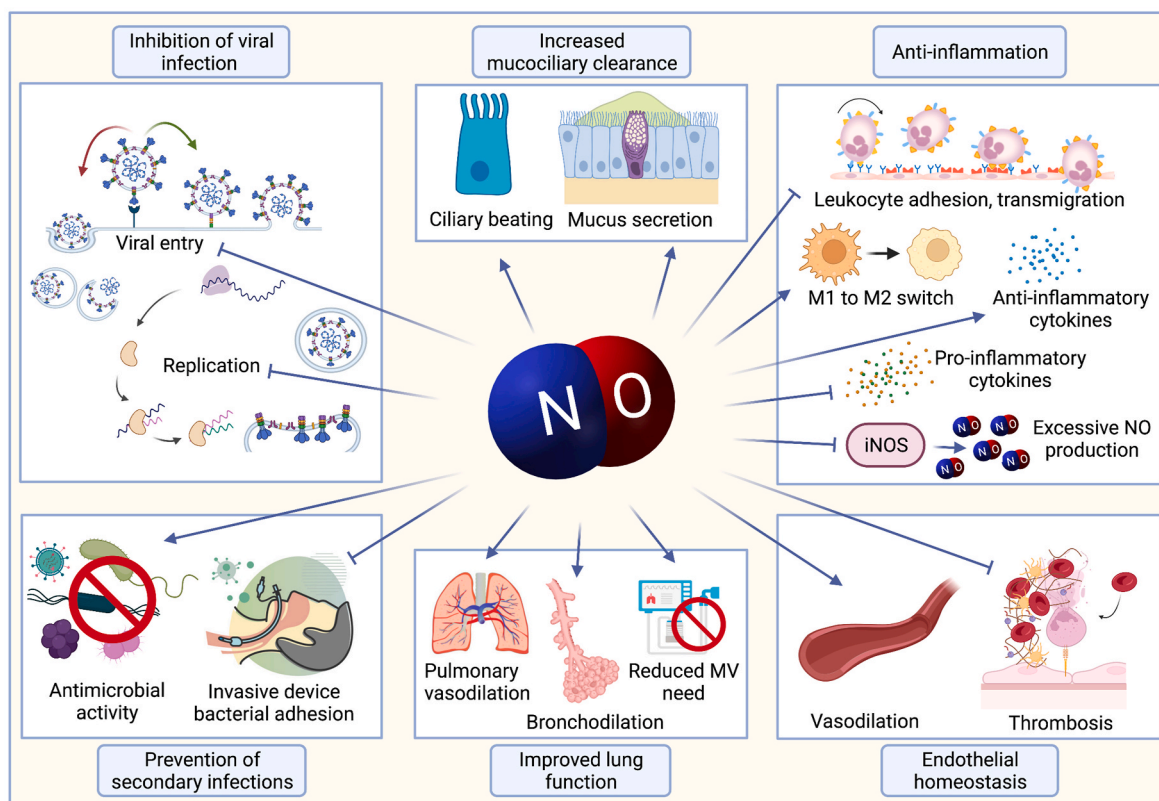 Inhibition of viral
infection
Increased
mucociliary clearance
Anti-inflammation
Viral entry
Replication
Ciliary beating
Mucus secretion
Leukocyte adhesion, transmigration
M1 to M2 switch
Anti-inflammatory
cytokines
Pro-inflammatory
cytokines
iNOS
N O
N O
N O
N O
N O
Excessive NO
production
N O
Antimicrobial
activity
Invasive device
bacterial adhesion
Pulmonary
vasodilation
Bronchodilation
Reduced MV
need
Vasodilation
Thrombosis
Prevention of
secondary infections
Improved lung
function
Endothelial
homeostasis